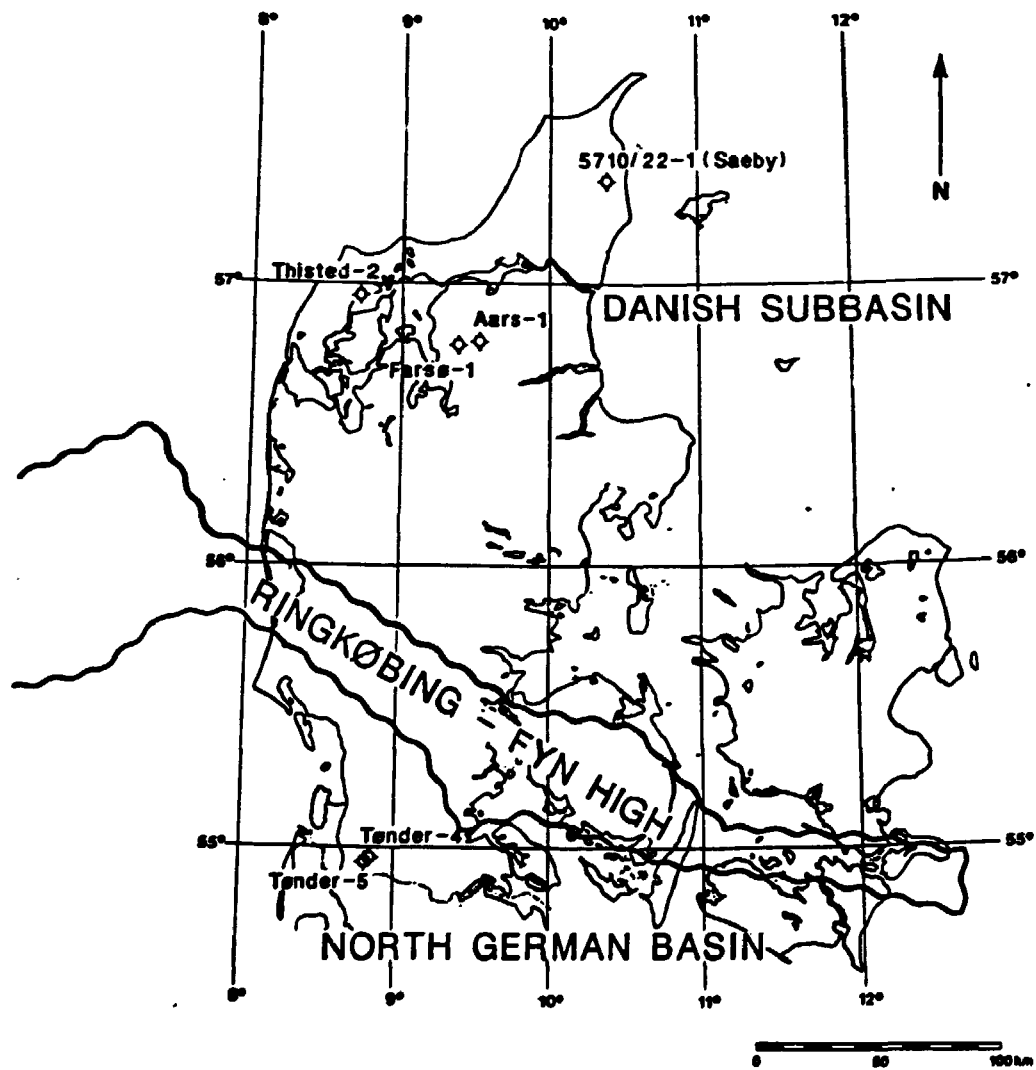 8° 9° 10° 11° 12°
5710/22-1 (Saeby)
N
Thisted-2
57° 57°
DANISH SUBBASIN
Aars-1
Farsø-1
56° 56°
RINGKØBING - FYN HIGH
Tønder-4
55° 55°
Tønder-5
NORTH GERMAN BASIN
8° 9° 10° 11° 12°
0 50 100 km